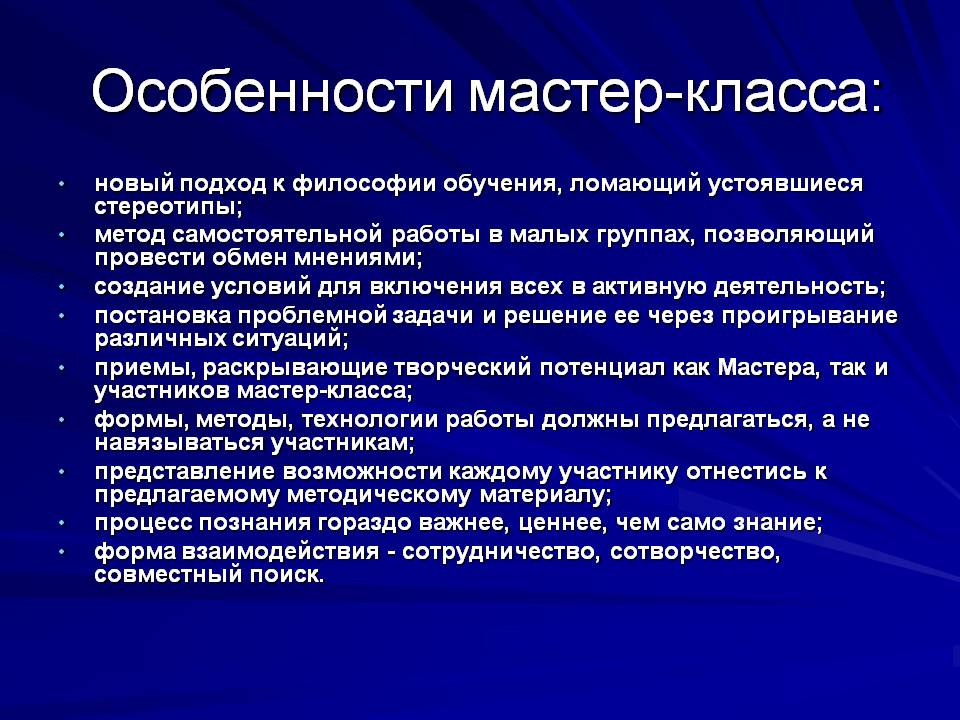 Особенности мастер-класса:
• новый подход к философии обучения, ломающий устоявшиеся
стереотипы;
• метод самостоятельной работы в малых группах, позволяющий
провести обмен мнениями;
• создание условий для включения всех в активную деятельность;
• постановка проблемной задачи и решение ее через проигрывание
различных ситуаций;
• приемы, раскрывающие творческий потенциал как Мастера, так и
участников мастер-класса;
• формы, методы, технологии работы должны предлагаться, а не
навязываться участникам;
• представление возможности каждому участнику отнестись к
предлагаемому методическому материалу;
• процесс познания гораздо важнее, ценнее, чем само знание;
• форма взаимодействия - сотрудничество, сотворчество,
совместный поиск.